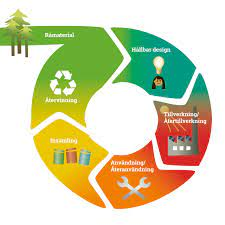 Råmaterial
Hållbar design
Tillverkning/
Återtillverkning
Användning/
Återanvändning
Insamling
Återvinning